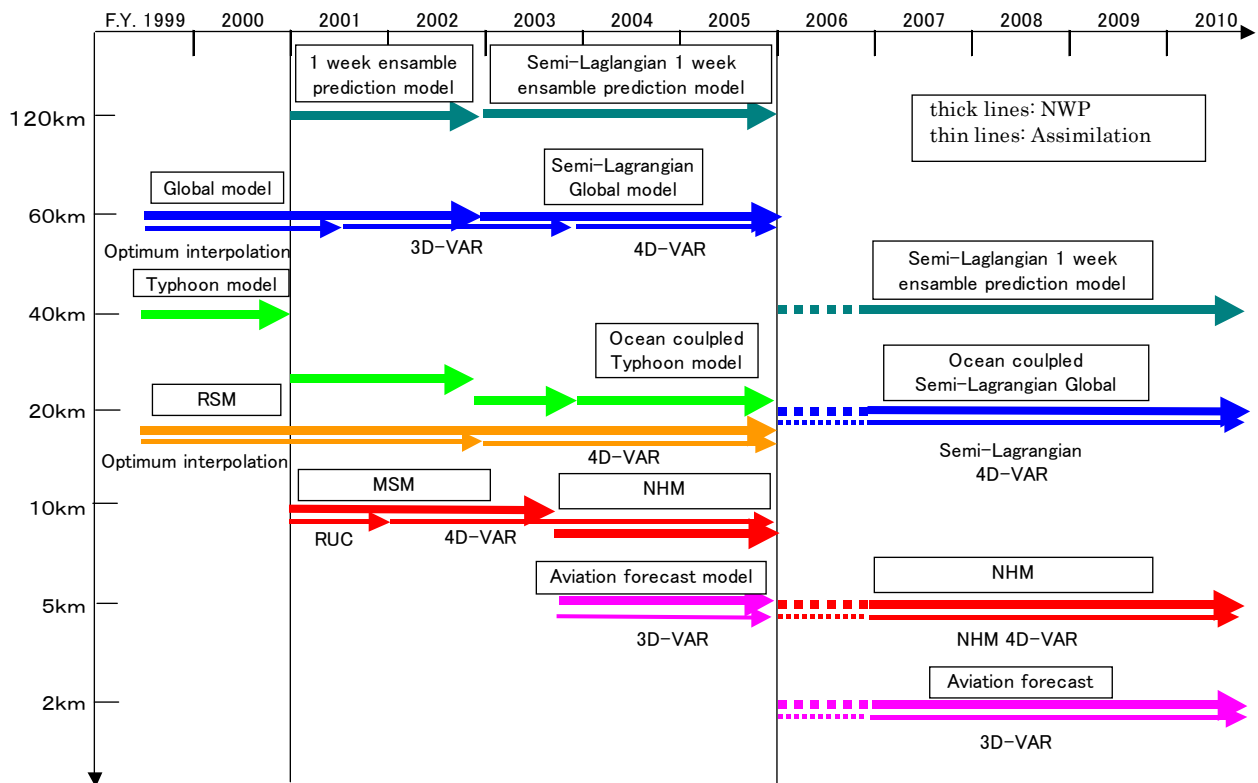 F.Y. 1999 2000 2001 2002 2003 2004 2005 2006 2007 2008 2009 2010
1 week ensamble
prediction model
Semi-Laglangian 1 week
ensamble prediction model
120km
thick lines: NWP
thin lines: Assimilation
Global model
Semi-Lagrangian
Global model
60km
Optimum interpolation
3D-VAR
4D-VAR
Typhoon model
Semi-Laglangian 1 week
ensamble prediction model
40km
Ocean coulpled
Typhoon model
Ocean coulpled
Semi-Lagrangian Global
RSM
20km
Optimum interpolation
4D-VAR
Semi-Lagrangian
4D-VAR
MSM
NHM
10km
RUC
4D-VAR
Aviation forecast model
NHM
5km
3D-VAR
NHM 4D-VAR
Aviation forecast
2km
3D-VAR